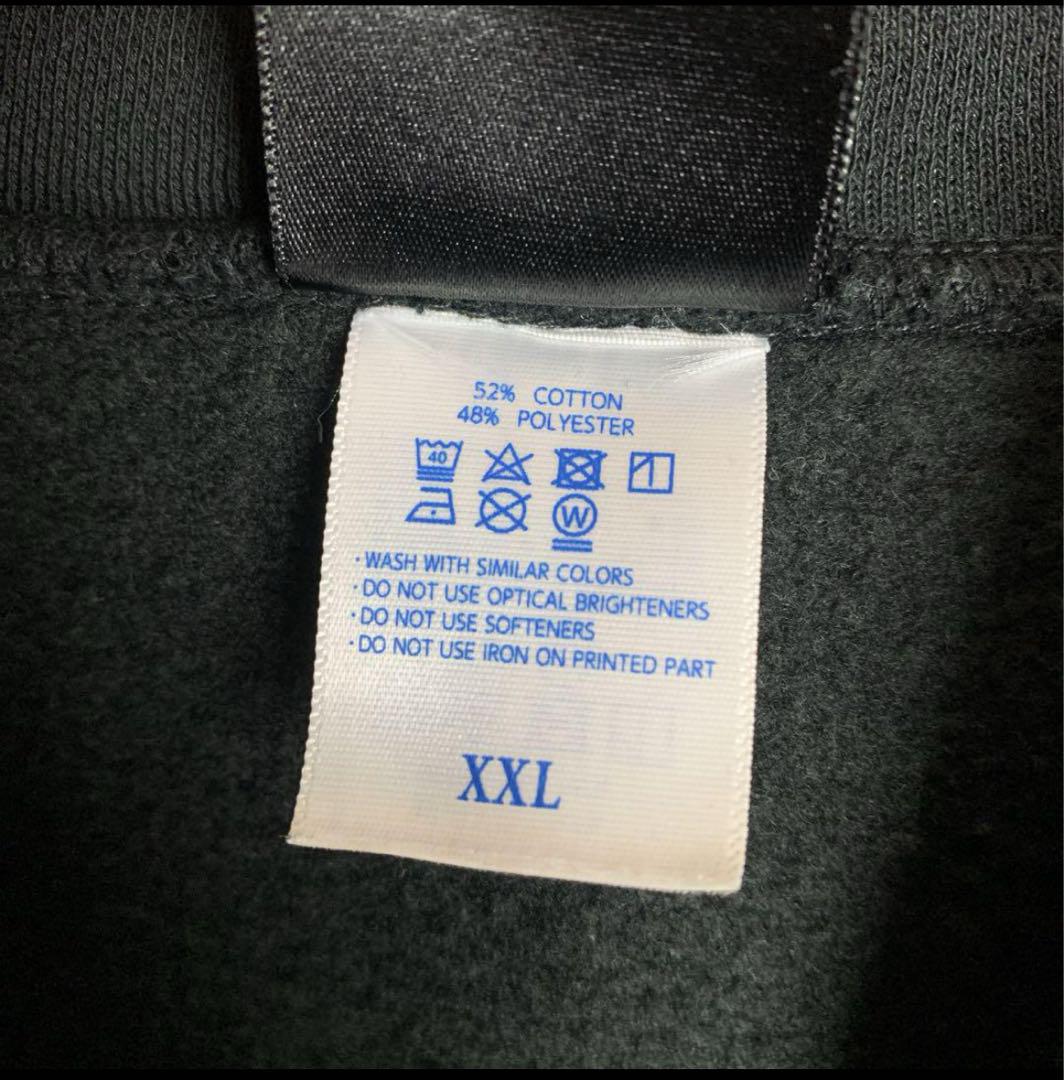 52% COTTON
48% POLYESTER
40
W
· WASH WITH SIMILAR COLORS
· DO NOT USE OPTICAL BRIGHTENERS
· DO NOT USE SOFTENERS
· DO NOT USE IRON ON PRINTED PART
XXL